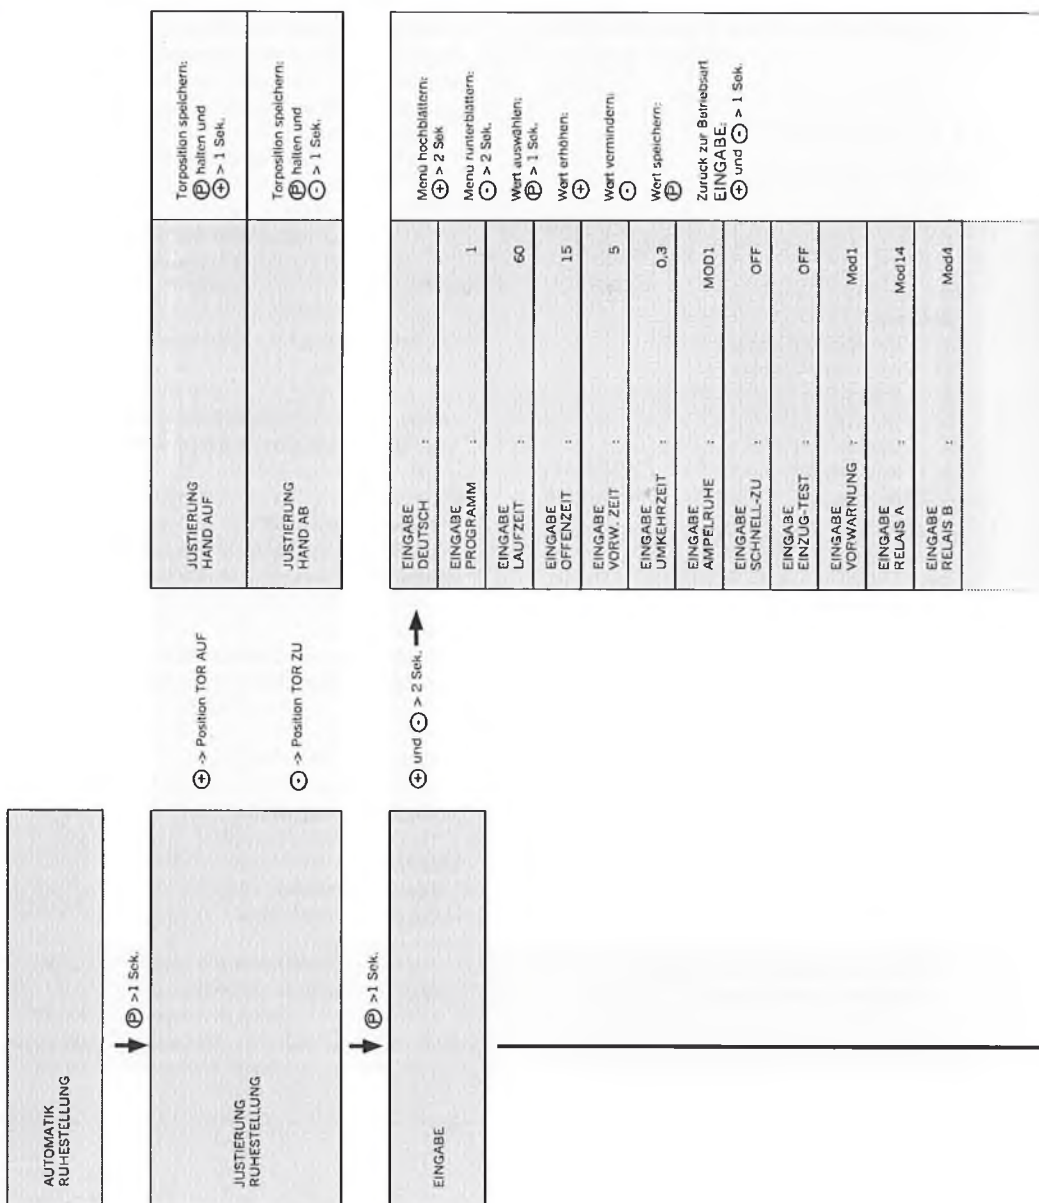 AUTOMATIK
RUHESTELLUNG
Ⓟ >1 Sek.
JUSTIERUNG
RUHESTELLUNG
⊕ -> Position TOR AUF
⊖ -> Position TOR ZU
JUSTIERUNG
HAND AUF
Torposition speichern:
Ⓟ halten und
⊕ > 1 Sek.
JUSTIERUNG
HAND AB
Torposition speichern:
Ⓟ halten und
⊖ > 1 Sek.
Ⓟ >1 Sek.
EINGABE
⊕ und ⊖ > 2 Sek.
EINGABE
DEUTSCH :
EINGABE
PROGRAMM : 1
EINGABE
LAUFZEIT : 60
EINGABE
OFFENZEIT : 15
EINGABE
VORW. ZEIT : 5
EINGABE
UMKEHRZEIT : 0,3
EINGABE
AMPELRUHE : MOD1
EINGABE
SCHNELL-ZU : OFF
EINGABE
EINZUG-TEST : OFF
EINGABE
VORWARNUNG : Mod1
EINGABE
RELAIS A : Mod14
EINGABE
RELAIS B : Mod4
Menü hochblättern:
⊕ > 2 Sek
Menü runterblättern:
⊖ > 2 Sek.
Wert auswählen:
Ⓟ > 1 Sek.
Wert erhöhen:
⊕
Wert vermindern:
⊖
Wert speichern:
Ⓟ
Zurück zur Betriebsart
EINGABE:
⊕ und ⊖ > 1 Sek.